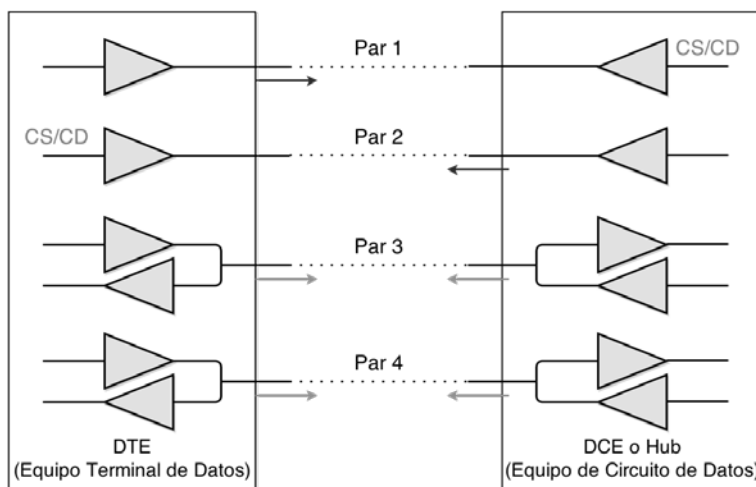 Par 1
CS/CD
CS/CD
Par 2
Par 3
Par 4
DTE
(Equipo Terminal de Datos)
DCE o Hub
(Equipo de Circuito de Datos)